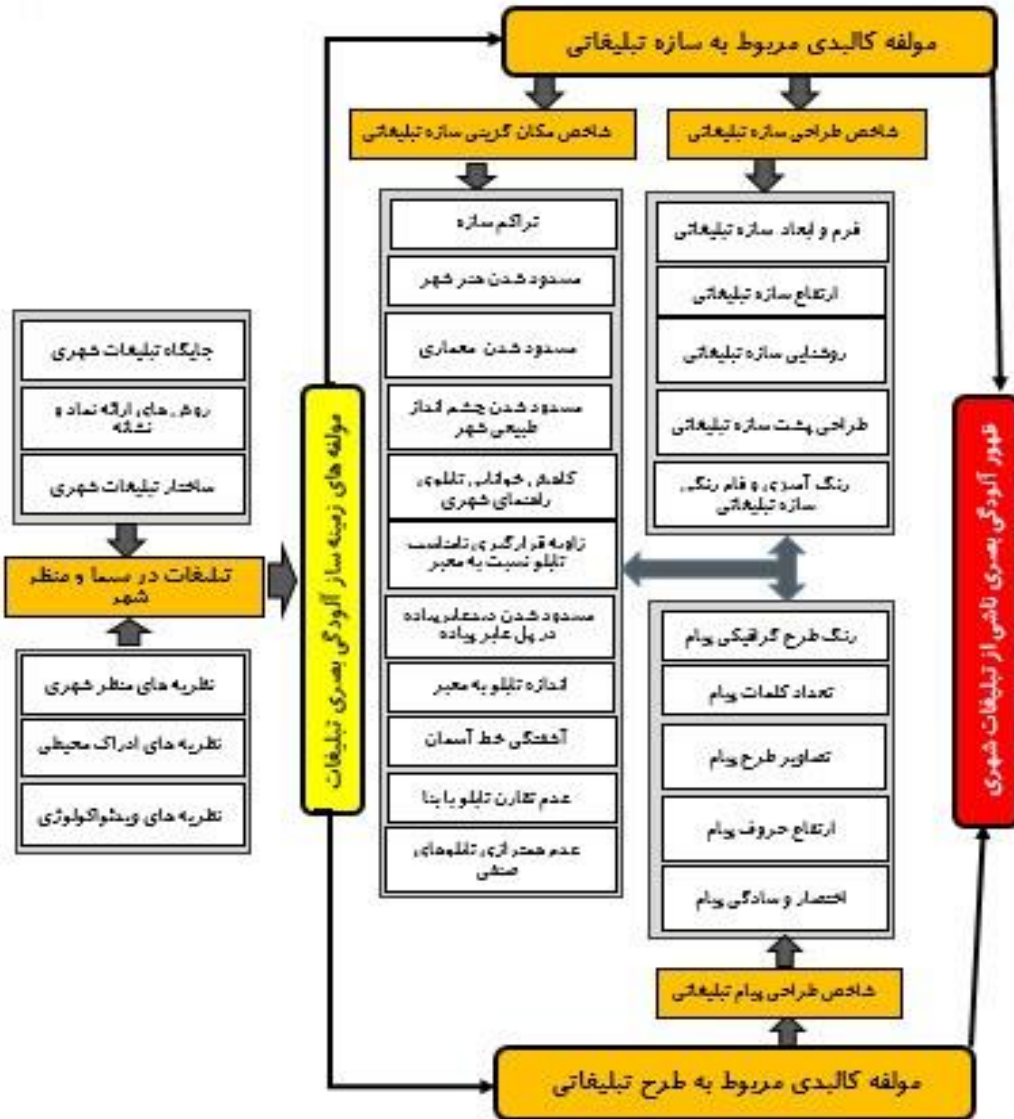 مولفه کالبدی مربوط به سازه تبلیغاتی
شاخص طراحی سازه تبلیغاتی
شاخص مکان گزینی سازه تبلیغاتی
فرم و ابعاد سازه تبلیغاتی
ارتفاع سازه تبلیغاتی
روشنایی سازه تبلیغاتی
طراحی پشت سازه تبلیغاتی
رنگ آمیزی و فام رنگی
سازه تبلیغاتی
تراکم سازه
مسدود شدن هنر شهر
مسدود شدن معماری
مسدود شدن چشم انداز
طبیعی شهر
کاهش خوانایی تابلوی
راهنمای شهری
زاویه قرارگیری نامناسب
تابلو نسبت به معبر
مسدود شدن دید عابر پیاده
در پل عابر پیاده
اندازه تابلو به معبر
آشفتگی خط آسمان
عدم تقارن تابلو با بنا
عدم همترازی تابلوهای
صنفی
جایگاه تبلیغات شهری
روش های ارائه نماد و
نشانه
ساختار تبلیغات شهری
تبلیغات در سیما و منظر
شهر
نظریه های منظر شهری
نظریه های ادراک محیطی
نظریه های ویدئواکولوژی
مولفه های زمینه ساز آلودگی بصری تبلیغات
ظهور آلودگی بصری ناشی از تبلیغات شهری
رنگ طرح گرافیکی پیام
تعداد کلمات پیام
تصاویر طرح پیام
ارتفاع حروف پیام
اختصار و سادگی پیام
شاخص طراحی پیام تبلیغاتی
مولفه کالبدی مربوط به طرح تبلیغاتی